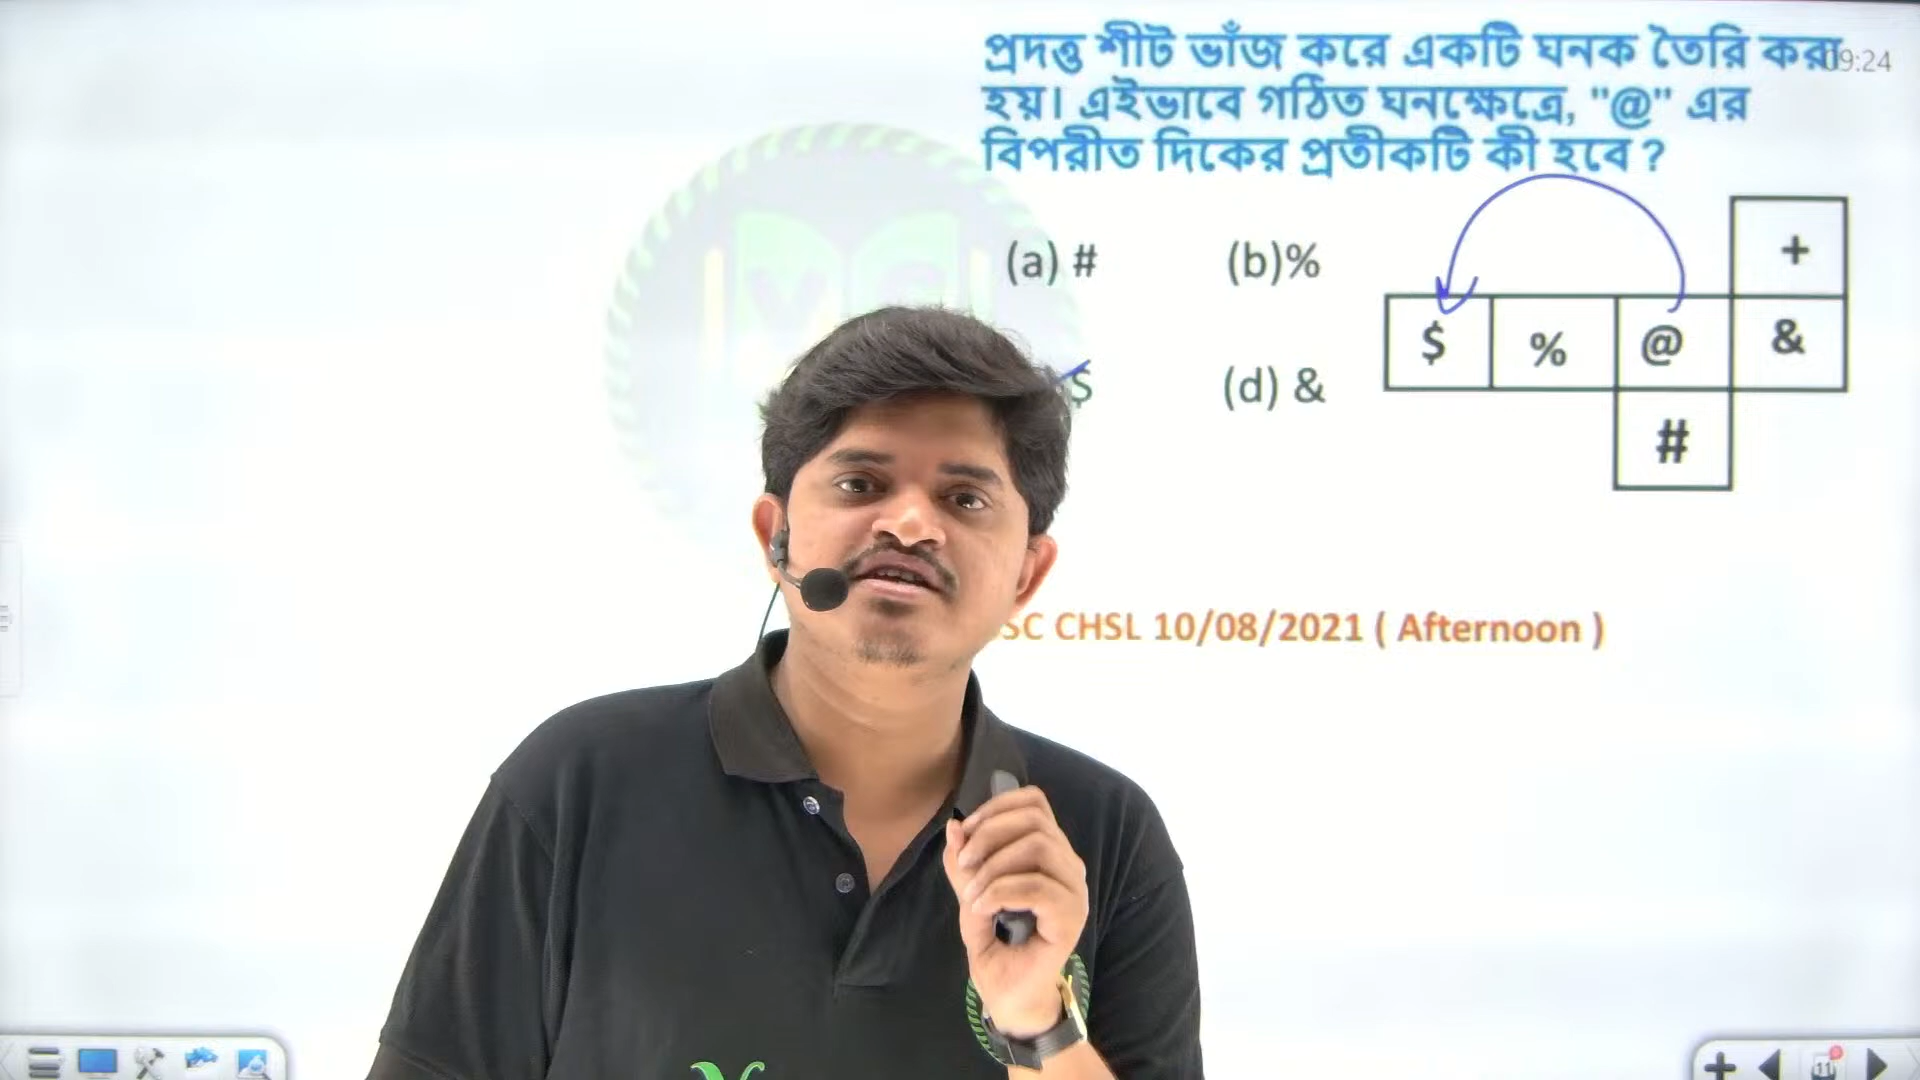 প্রদত্ত শীট ভাঁজ করে একটি ঘনক তৈরি করা
09:24
হয়। এইভাবে গঠিত ঘনক্ষেত্রে, "@" এর
বিপরীত দিকের প্রতীকটি কী হবে ?
(a) #
(b)%
+
$
%
@
&
$
(d) &
#
SC CHSL 10/08/2021 ( Afternoon )
11